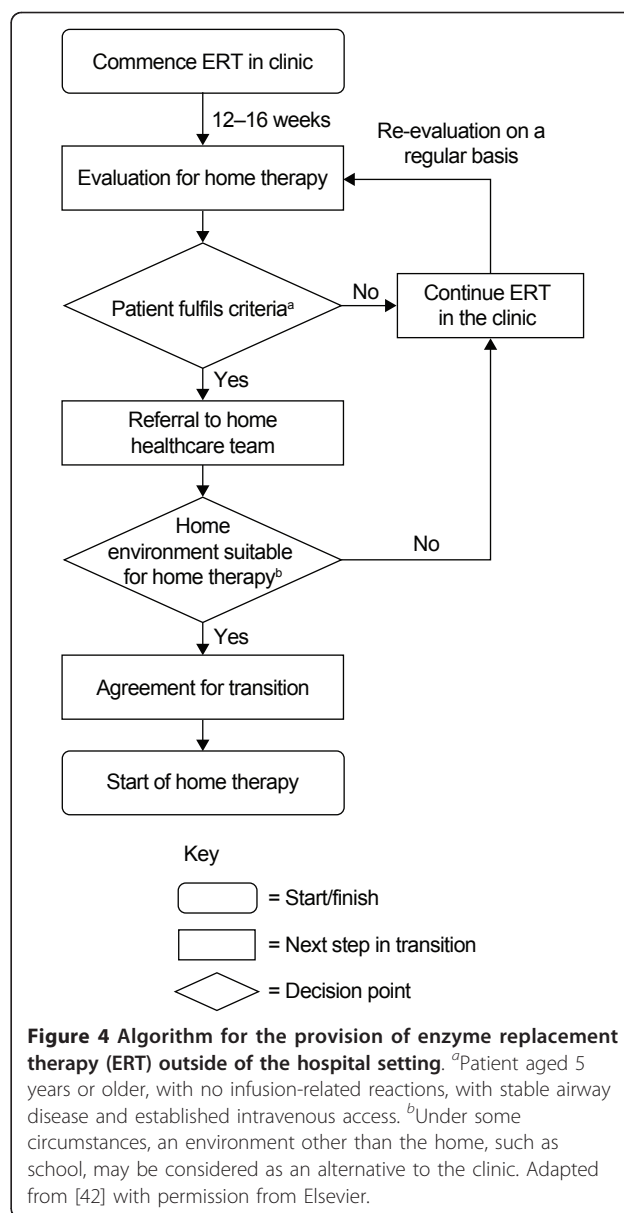 Commence ERT in clinic
12–16 weeks
Re-evaluation on a
regular basis
Evaluation for home therapy
Patient fulfils criteriaᵃ
No
Continue ERT
in the clinic
Yes
Referral to home
healthcare team
Home
environment suitable
for home therapyᵇ
No
Yes
Agreement for transition
Start of home therapy
Key
= Start/finish
= Next step in transition
= Decision point
Figure 4 Algorithm for the provision of enzyme replacement
therapy (ERT) outside of the hospital setting. ᵃPatient aged 5
years or older, with no infusion-related reactions, with stable airway
disease and established intravenous access. ᵇUnder some
circumstances, an environment other than the home, such as
school, may be considered as an alternative to the clinic. Adapted
from [42] with permission from Elsevier.